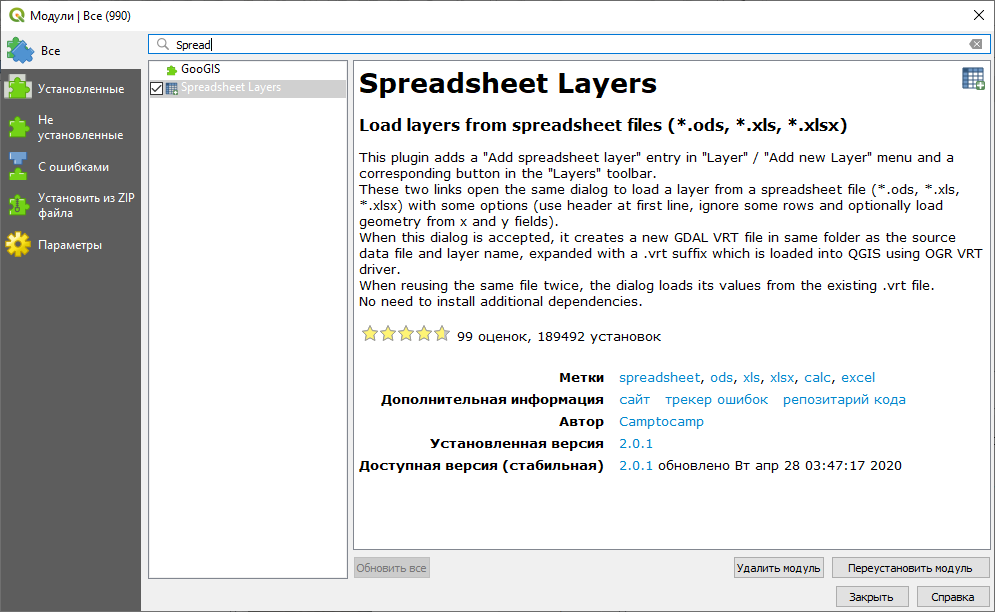 Модули | Все (990)
Все
Установленные
Не
установленные
С ошибками
Установить из ZIP
файла
Параметры
Spread
GooGIS
Spreadsheet Layers
Spreadsheet Layers
Load layers from spreadsheet files (*.ods, *.xls, *.xlsx)
This plugin adds a "Add spreadsheet layer" entry in "Layer" / "Add new Layer" menu and a
corresponding button in the "Layers" toolbar.
These two links open the same dialog to load a layer from a spreadsheet file (*.ods, *.xls,
*.xlsx) with some options (use header at first line, ignore some rows and optionally load
geometry from x and y fields).
When this dialog is accepted, it creates a new GDAL VRT file in same folder as the source
data file and layer name, expanded with a .vrt suffix which is loaded into QGIS using OGR VRT
driver.
When reusing the same file twice, the dialog loads its values from the existing .vrt file.
No need to install additional dependencies.
99 оценок, 189492 установок
Метки spreadsheet, ods, xls, xlsx, calc, excel
Дополнительная информация сайт трекер ошибок репозитарий кода
Автор Camptocamp
Установленная версия 2.0.1
Доступная версия (стабильная) 2.0.1 обновлено Вт апр 28 03:47:17 2020
Обновить все Удалить модуль Переустановить модуль
Закрыть Справка